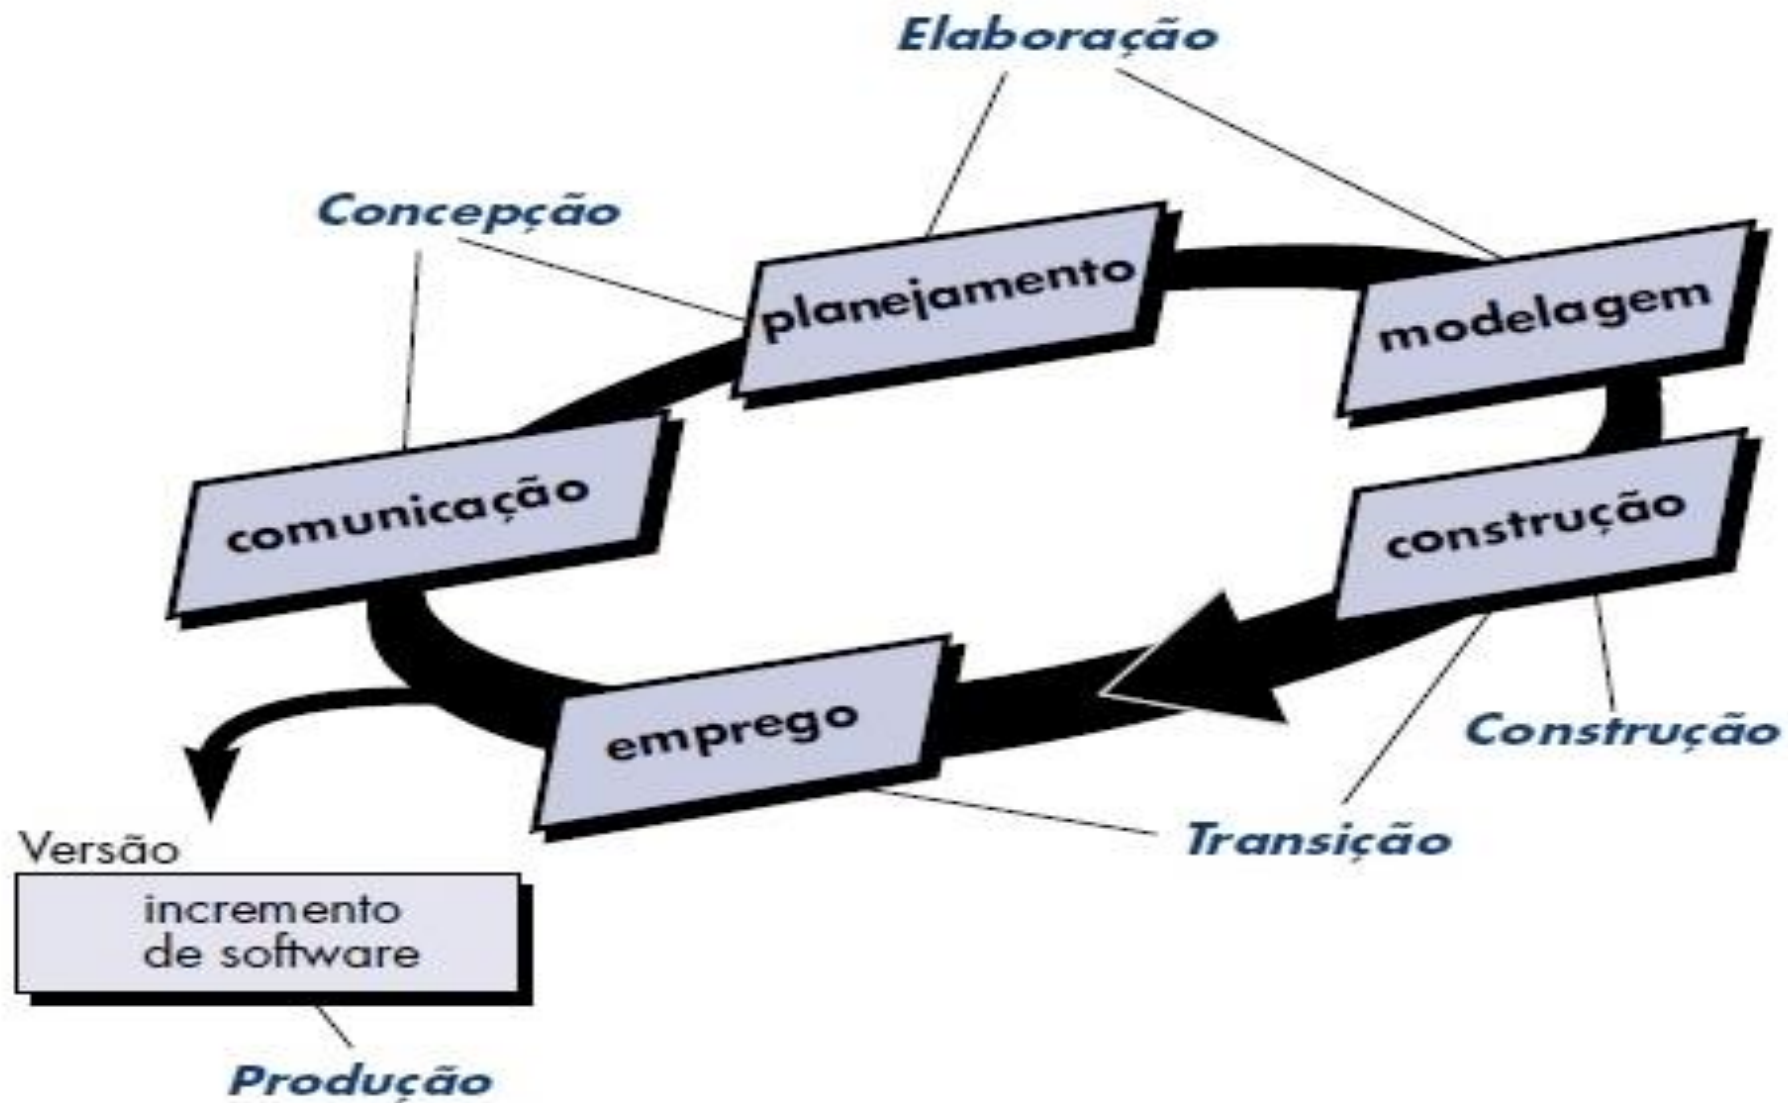 Elaboração
Concepção
planejamento
modelagem
comunicação
construção
emprego
Construção
Transição
Versão
incremento
de software
Produção